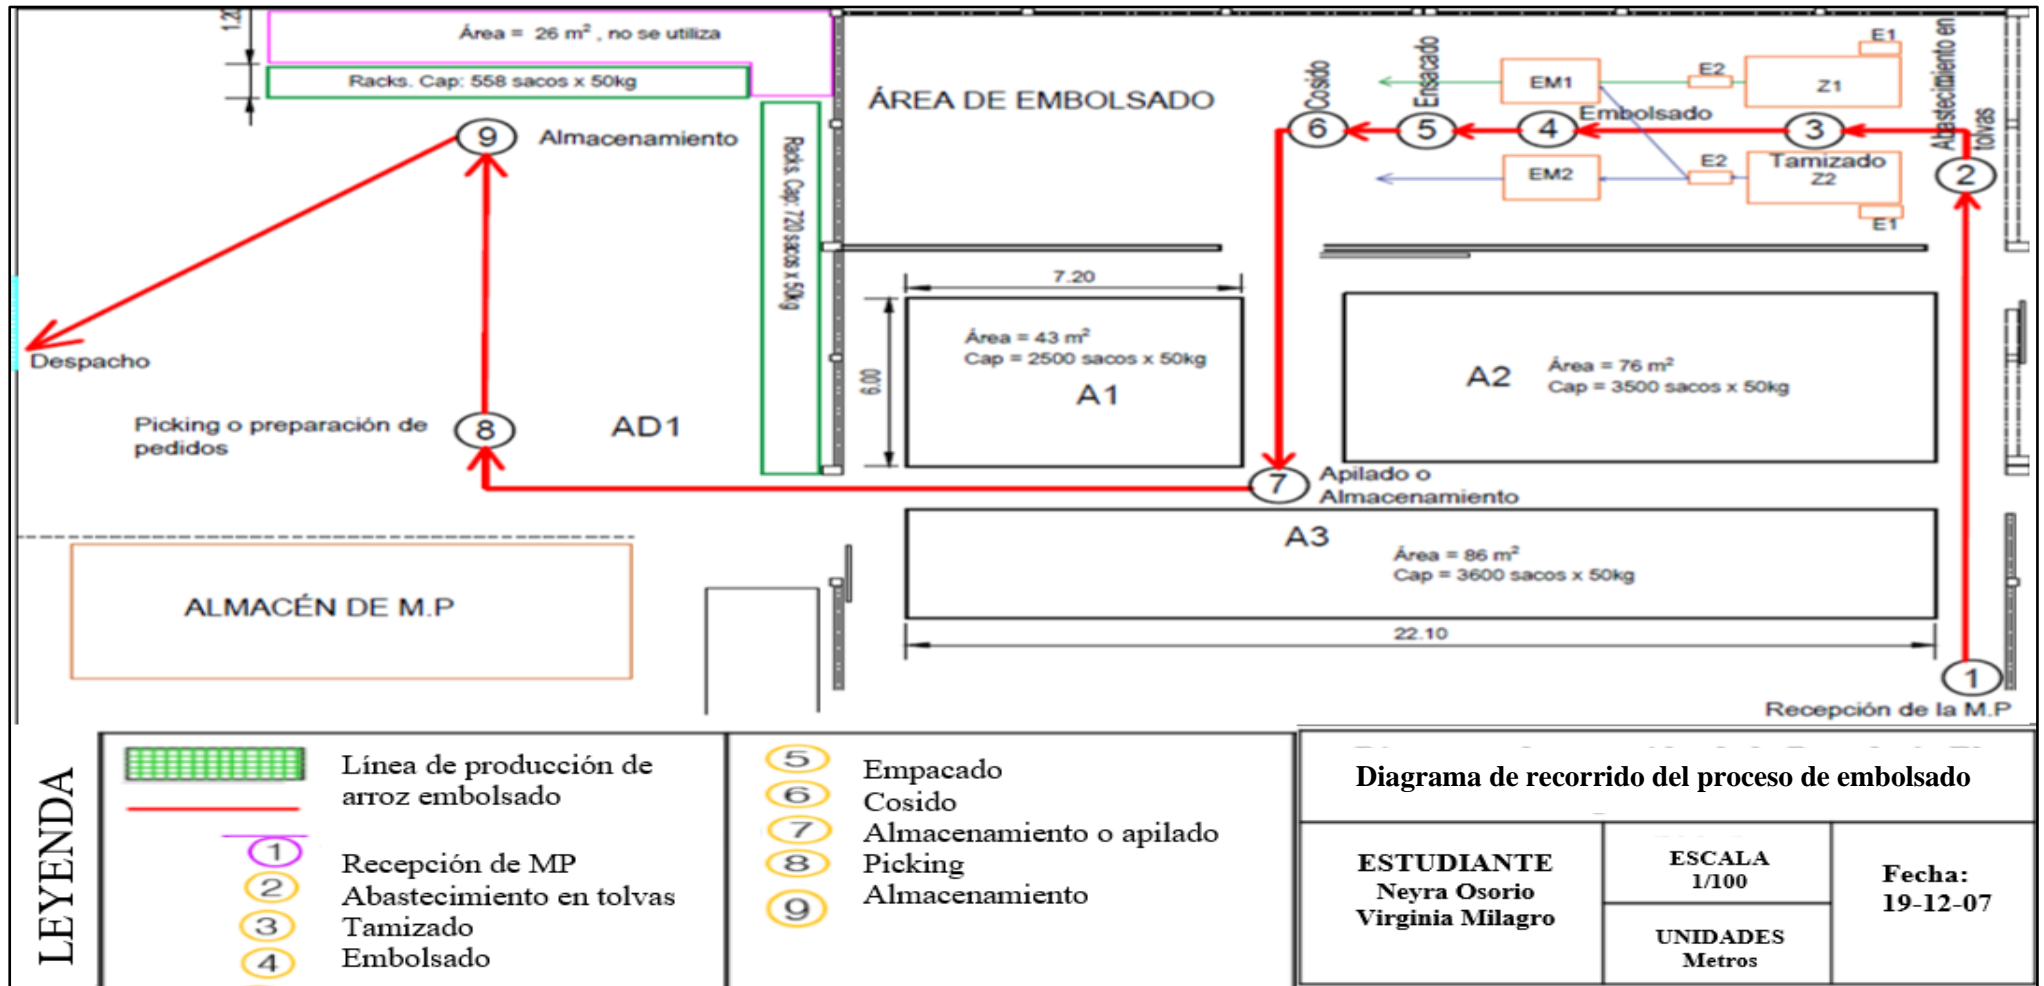 1.20
Área = 26 m², no se utiliza
Racks. Cap: 558 sacos x 50kg
Racks. Cap: 720 sacos x 50kg
ÁREA DE EMBOLSADO
Cosido
Ensacado
EM1
E2
E1
Z1
Abastecimiento en
tolvas
9
Almacenamiento
6
5
4
Embolsado
3
Tamizado
Z2
EM2
E2
E1
2
7.20
6.00
Área = 43 m²
Cap = 2500 sacos x 50kg
A1
A2
Área = 76 m²
Cap = 3500 sacos x 50kg
Despacho
Picking o preparación de
pedidos
8
AD1
7
Apilado o
Almacenamiento
A3
Área = 86 m²
Cap = 3600 sacos x 50kg
22.10
ALMACÉN DE M.P
1
Recepción de la M.P
LEYENDA
Línea de producción de
arroz embolsado
1 Recepción de MP
2 Abastecimiento en tolvas
3 Tamizado
4 Embolsado
5 Empacado
6 Cosido
7 Almacenamiento o apilado
8 Picking
9 Almacenamiento
Diagrama de recorrido del proceso de embolsado
ESTUDIANTE
Neyra Osorio
Virginia Milagro
ESCALA
1/100
UNIDADES
Metros
Fecha:
19-12-07